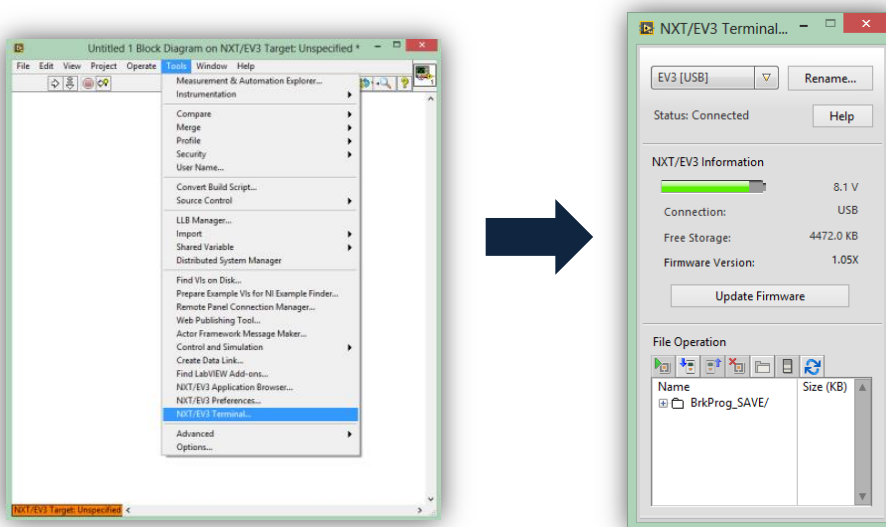 Untitled 1 Block Diagram on NXT/EV3 Target: Unspecified *
File Edit View Project Operate Tools Window Help
Measurement & Automation Explorer...
Instrumentation
Compare
Merge
Profile
Security
User Name...
Convert Build Script...
Source Control
LLB Manager...
Import
Shared Variable
Distributed System Manager
Find VIs on Disk...
Prepare Example VIs for NI Example Finder...
Remote Panel Connection Manager...
Web Publishing Tool...
Actor Framework Message Maker...
Control and Simulation
Create Data Link...
Find LabVIEW Add-ons...
NXT/EV3 Application Browser...
NXT/EV3 Preferences...
NXT/EV3 Terminal...
Advanced
Options...
NXT/EV3 Target: Unspecified
NXT/EV3 Terminal...
EV3 [USB] Rename...
Status: Connected Help
NXT/EV3 Information
8.1 V
Connection: USB
Free Storage: 4472.0 KB
Firmware Version: 1.05X
Update Firmware
File Operation
Name Size (KB)
BrkProg_SAVE/